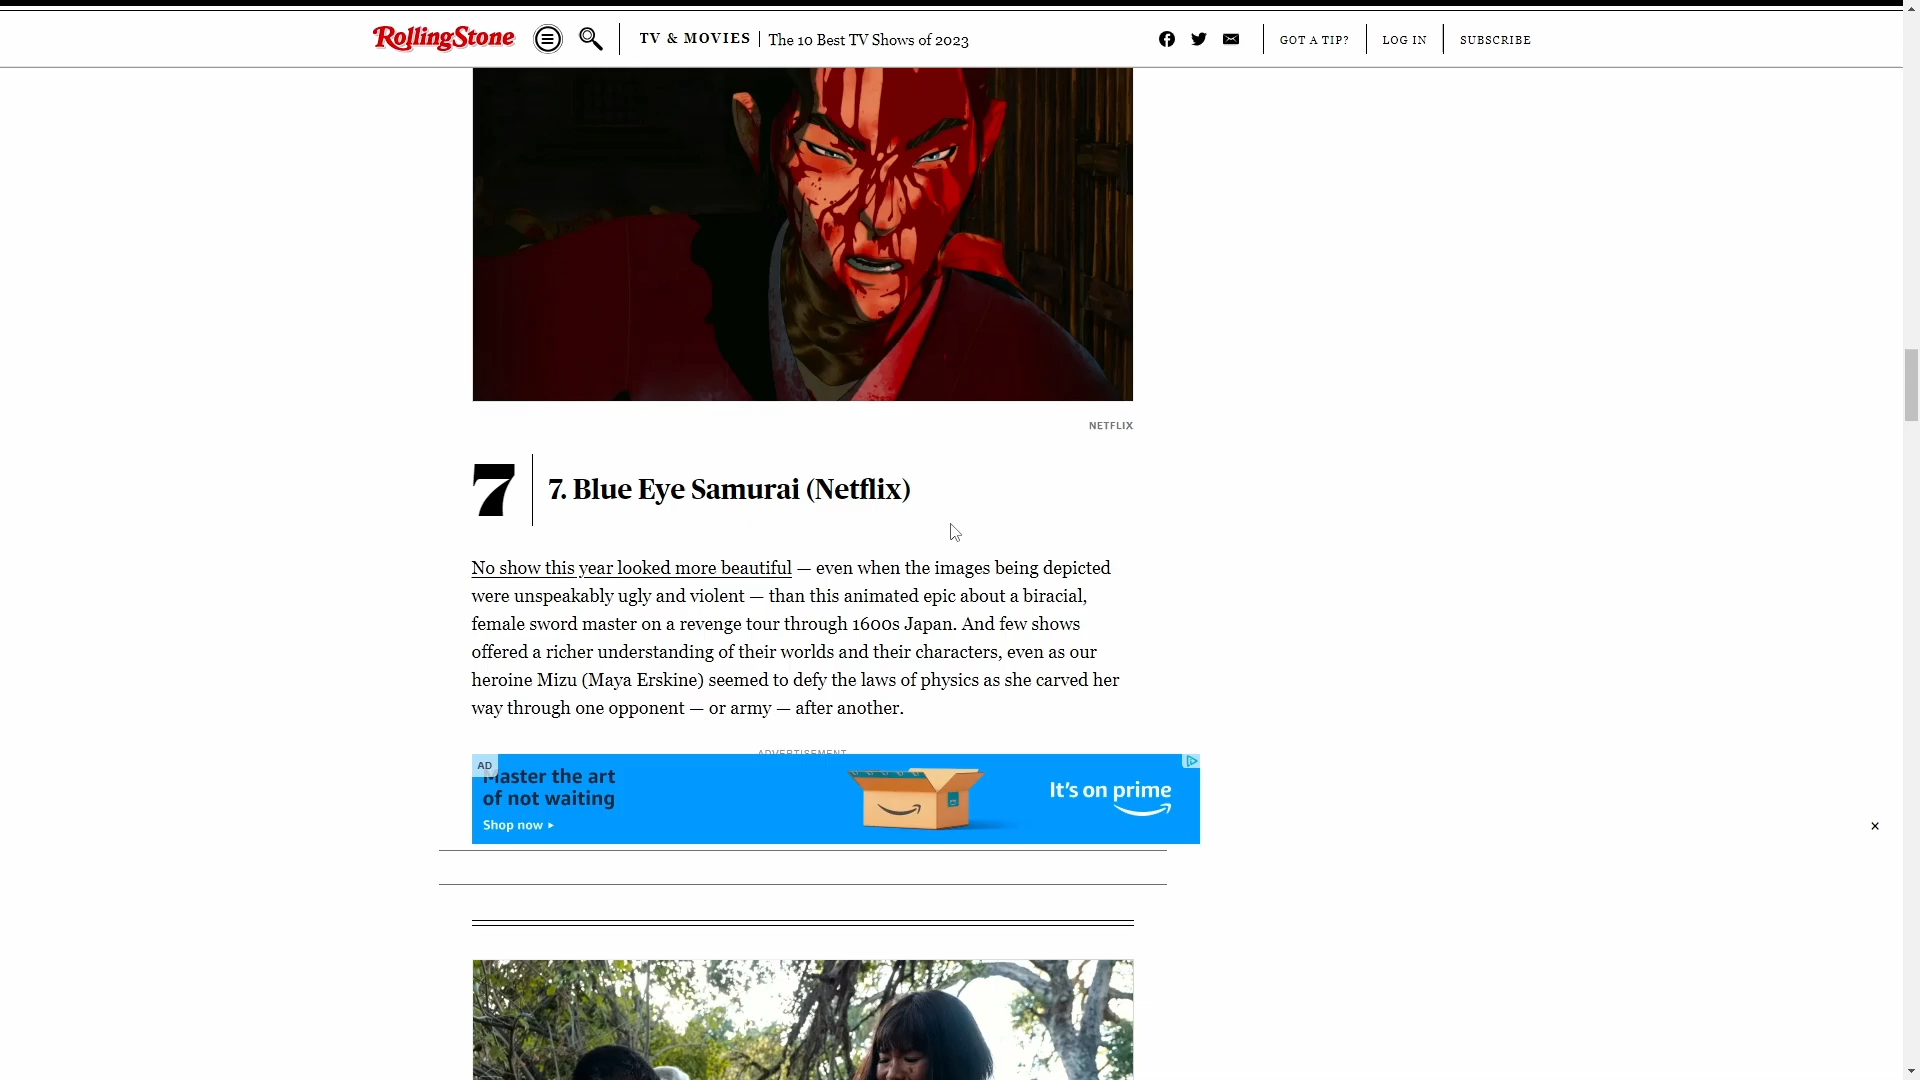 RollingStone
TV & MOVIES
The 10 Best TV Shows of 2023
GOT A TIP?
LOG IN
SUBSCRIBE
NETFLIX
7
7. Blue Eye Samurai (Netflix)
No show this year looked more beautiful — even when the images being depicted
were unspeakably ugly and violent — than this animated epic about a biracial,
female sword master on a revenge tour through 1600s Japan. And few shows
offered a richer understanding of their worlds and their characters, even as our
heroine Mizu (Maya Erskine) seemed to defy the laws of physics as she carved her
way through one opponent — or army — after another.
ADVERTISEMENT
AD
Master the art
of not waiting
Shop now
It's on prime